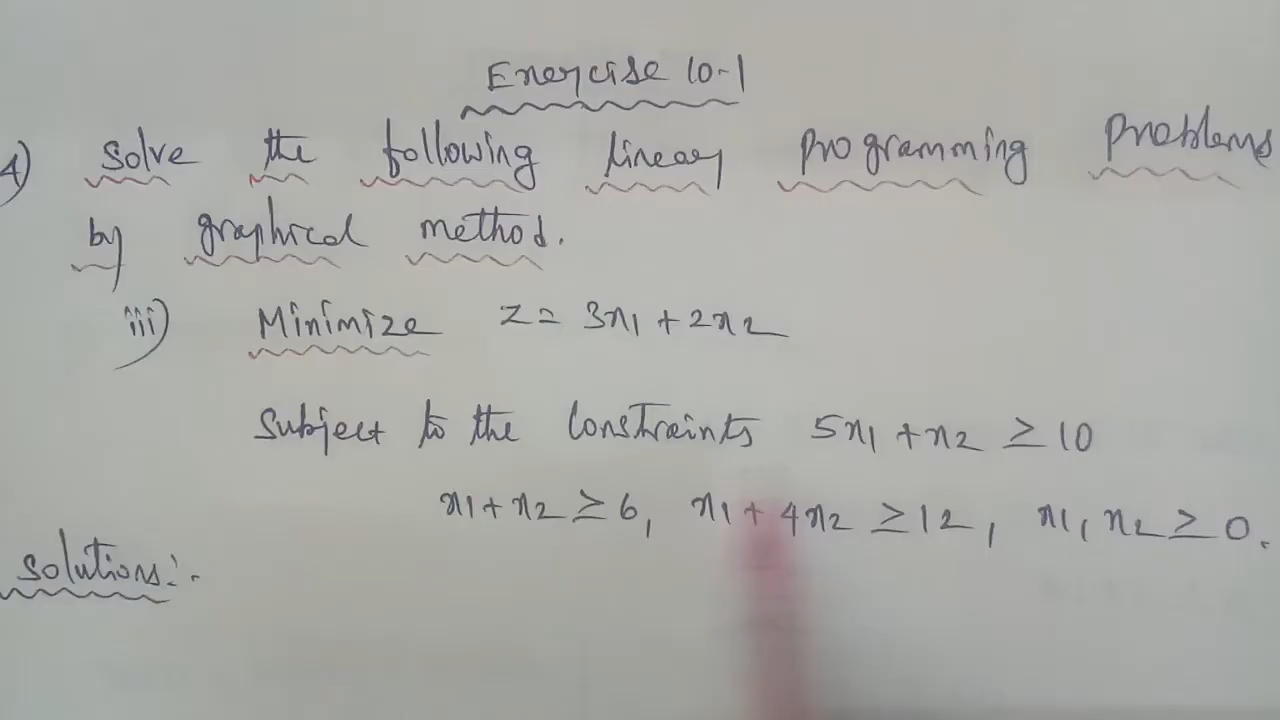 Exercise 10-1
4) Solve the following linear programming problems
by graphical method.
iii) Minimize z = 3x1 + 2x2
Subject to the constraints 5x1 + x2 ≥ 10
x1 + x2 ≥ 6, x1 + 4x2 ≥ 12, x1, x2 ≥ 0.
Solutions:-